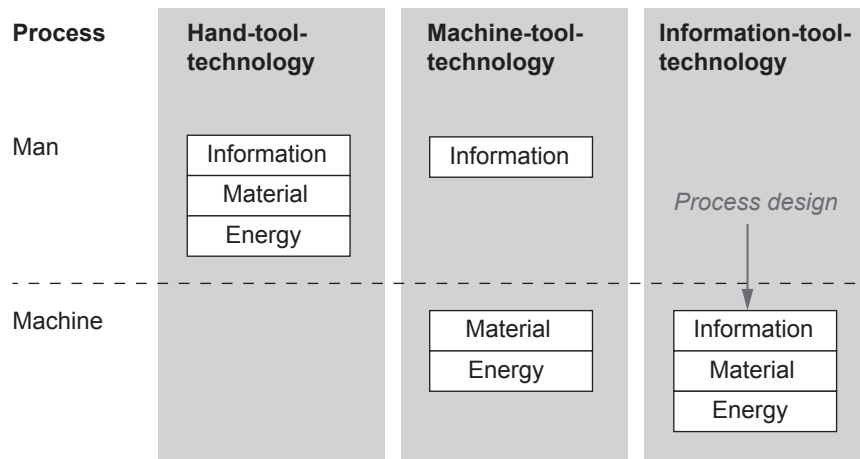 Process
Hand-tool-
technology
Machine-tool-
technology
Information-tool-
technology
Man
Information
Material
Energy
Information
Process design
Machine
Material
Energy
Information
Material
Energy